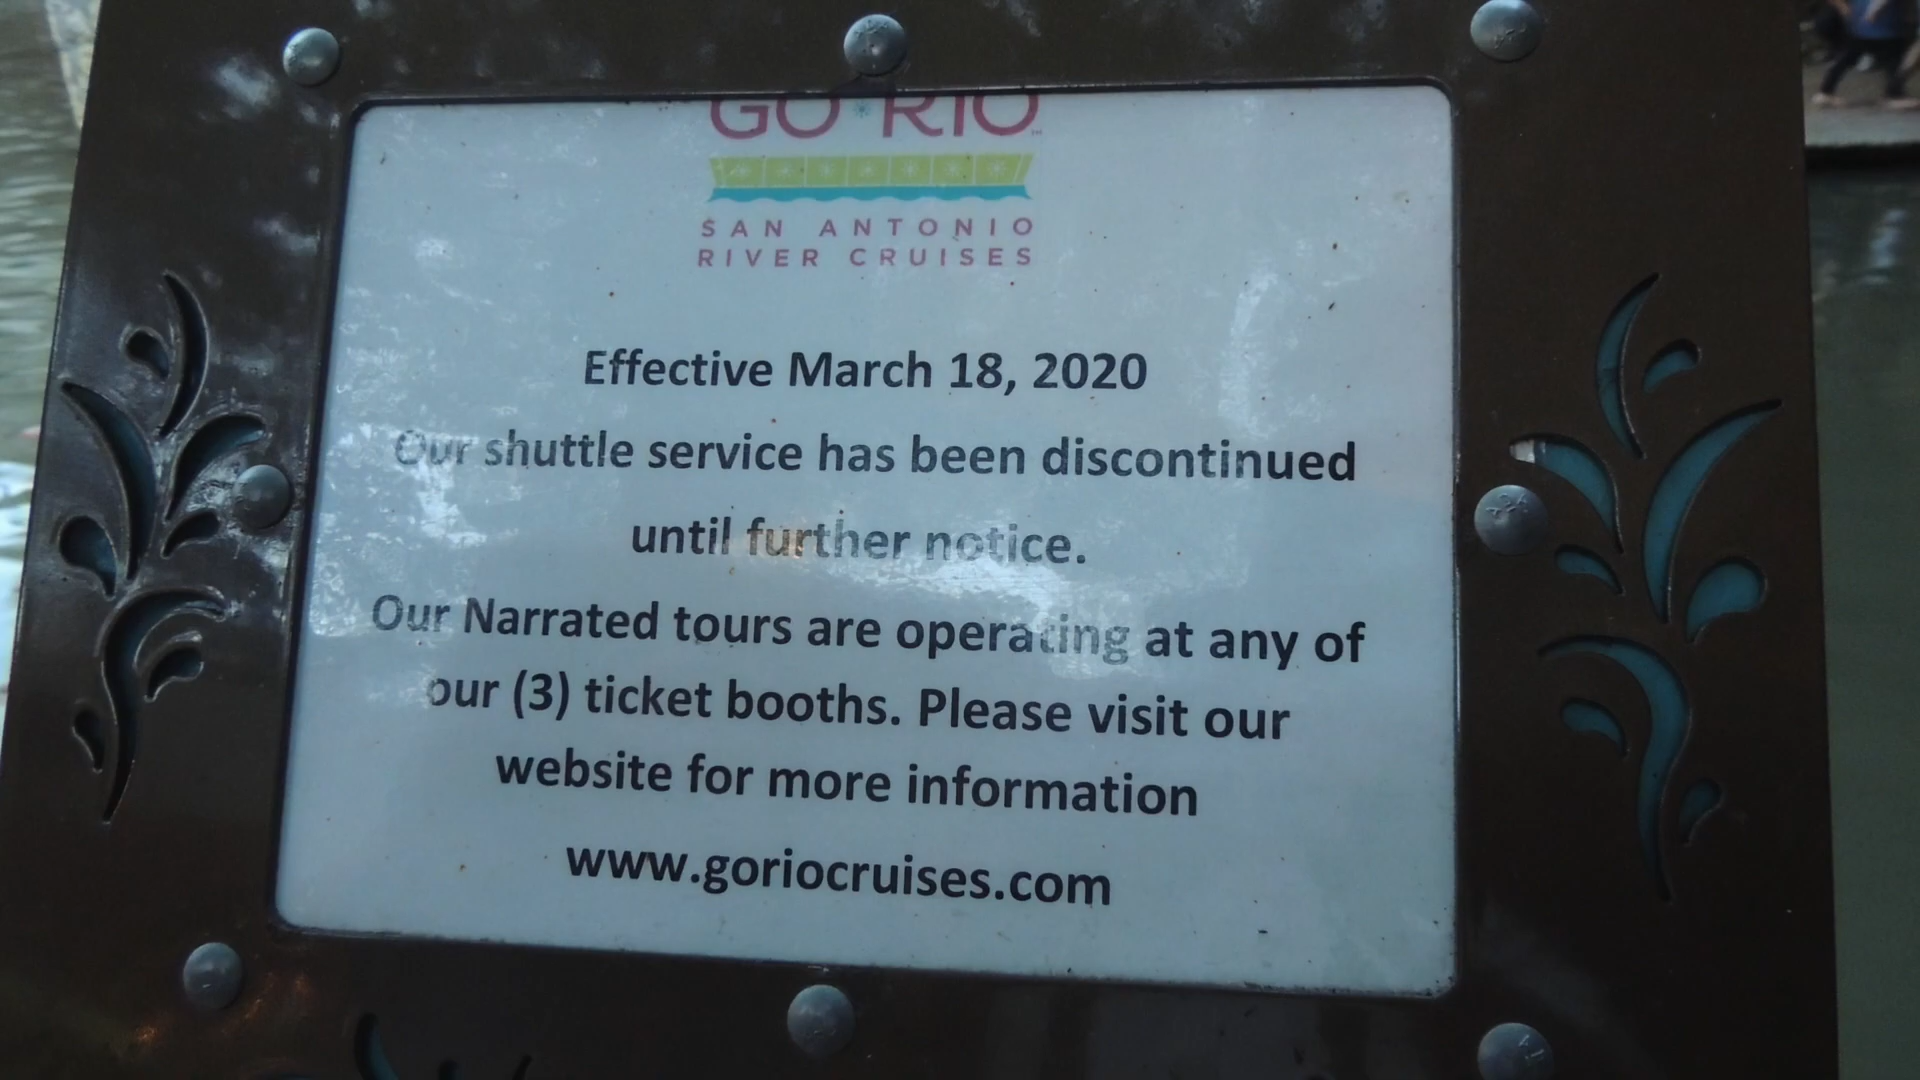 GO RIO
SAN ANTONIO
RIVER CRUISES
Effective March 18, 2020
Our shuttle service has been discontinued
until further notice.
Our Narrated tours are operating at any of
our (3) ticket booths. Please visit our
website for more information
www.goriocruises.com